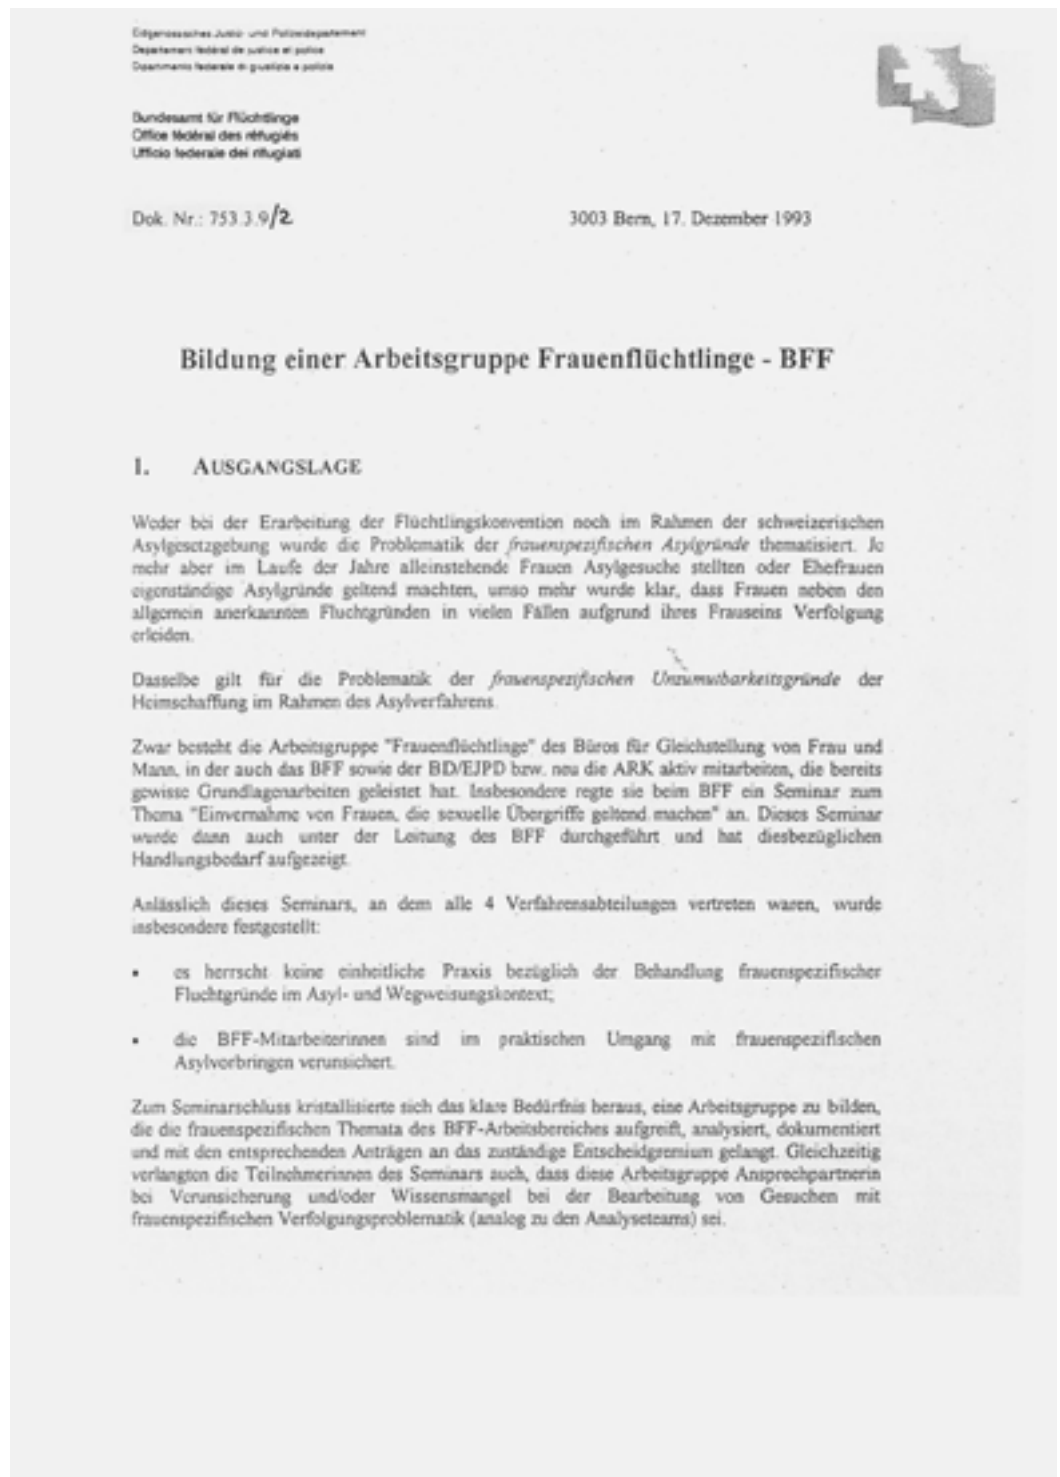 Eidgenössisches Justiz- und Polizeidepartement
Département fédéral de justice et police
Dipartimento federale di giustizia e polizia
Bundesamt für Flüchtlinge
Office fédéral des réfugiés
Ufficio federale dei rifugiati
Dok. Nr.: 753.3.9/2 3003 Bern, 17. Dezember 1993
Bildung einer Arbeitsgruppe Frauenflüchtlinge - BFF
1. AUSGANGSLAGE
Weder bei der Erarbeitung der Flüchtlingskonvention noch im Rahmen der schweizerischen
Asylgesetzgebung wurde die Problematik der frauenspezifischen Asylgründe thematisiert. Je
mehr aber im Laufe der Jahre alleinstehende Frauen Asylgesuche stellten oder Ehefrauen
eigenständige Asylgründe geltend machten, umso mehr wurde klar, dass Frauen neben den
allgemein anerkannten Fluchtgründen in vielen Fällen aufgrund ihres Frauseins Verfolgung
erleiden.
Dasselbe gilt für die Problematik der frauenspezifischen Unzumutbarkeitsgründe der
Heimschaffung im Rahmen des Asylverfahrens.
Zwar besteht die Arbeitsgruppe "Frauenflüchtlinge" des Büros für Gleichstellung von Frau und
Mann, in der auch das BFF sowie der BD/EJPD bzw. neu die ARK aktiv mitarbeiten, die bereits
gewisse Grundlagenarbeiten geleistet hat. Insbesondere regte sie beim BFF ein Seminar zum
Thema "Einvernahme von Frauen, die sexuelle Übergriffe geltend machen" an. Dieses Seminar
wurde dann auch unter der Leitung des BFF durchgeführt und hat diesbezüglichen
Handlungsbedarf aufgezeigt.
Anlässlich dieses Seminars, an dem alle 4 Verfahrensabteilungen vertreten waren, wurde
insbesondere festgestellt:
• es herrscht keine einheitliche Praxis bezüglich der Behandlung frauenspezifischer
Fluchtgründe im Asyl- und Wegweisungskontext;
• die BFF-Mitarbeiterinnen sind im praktischen Umgang mit frauenspezifischen
Asylvorbringen verunsichert.
Zum Seminarschluss kristallisierte sich das klare Bedürfnis heraus, eine Arbeitsgruppe zu bilden,
die die frauenspezifischen Themata des BFF-Arbeitsbereiches aufgreift, analysiert, dokumentiert
und mit den entsprechenden Anträgen an das zuständige Entscheidgremium gelangt. Gleichzeitig
verlangten die Teilnehmerinnen des Seminars auch, dass diese Arbeitsgruppe Ansprechpartnerin
bei Verunsicherung und/oder Wissensmangel bei der Bearbeitung von Gesuchen mit
frauenspezifischen Verfolgungsproblematik (analog zu den Analyseteams) sei.